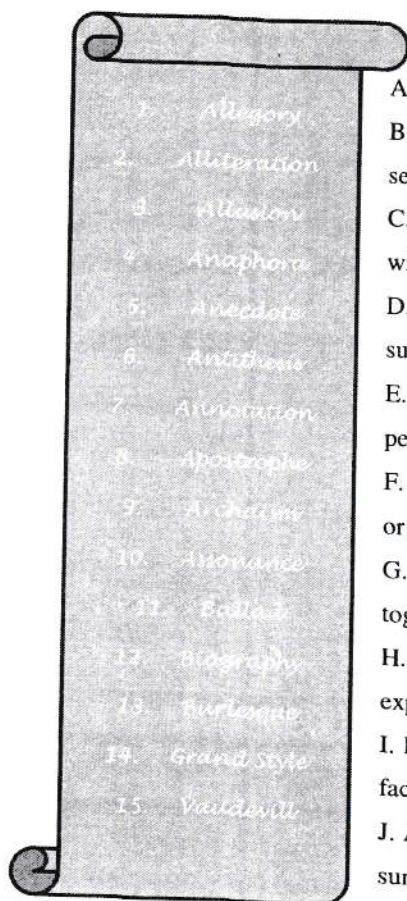 1. Allegory
2. Alliteration
3. Allusion
4. Anaphora
5. Anecdote
6. Antithesis
7. Annotation
8. Apostrophe
9. Archaism
10. Assonance
11. Ballad
12. Biography
13. Burlesque
14. Grand Style
15 Vaudevill
A
B
se
C.
w
D.
su
E.
pe
F.
or
G.
tog
H.
exp
I.
fac
J. A
sur